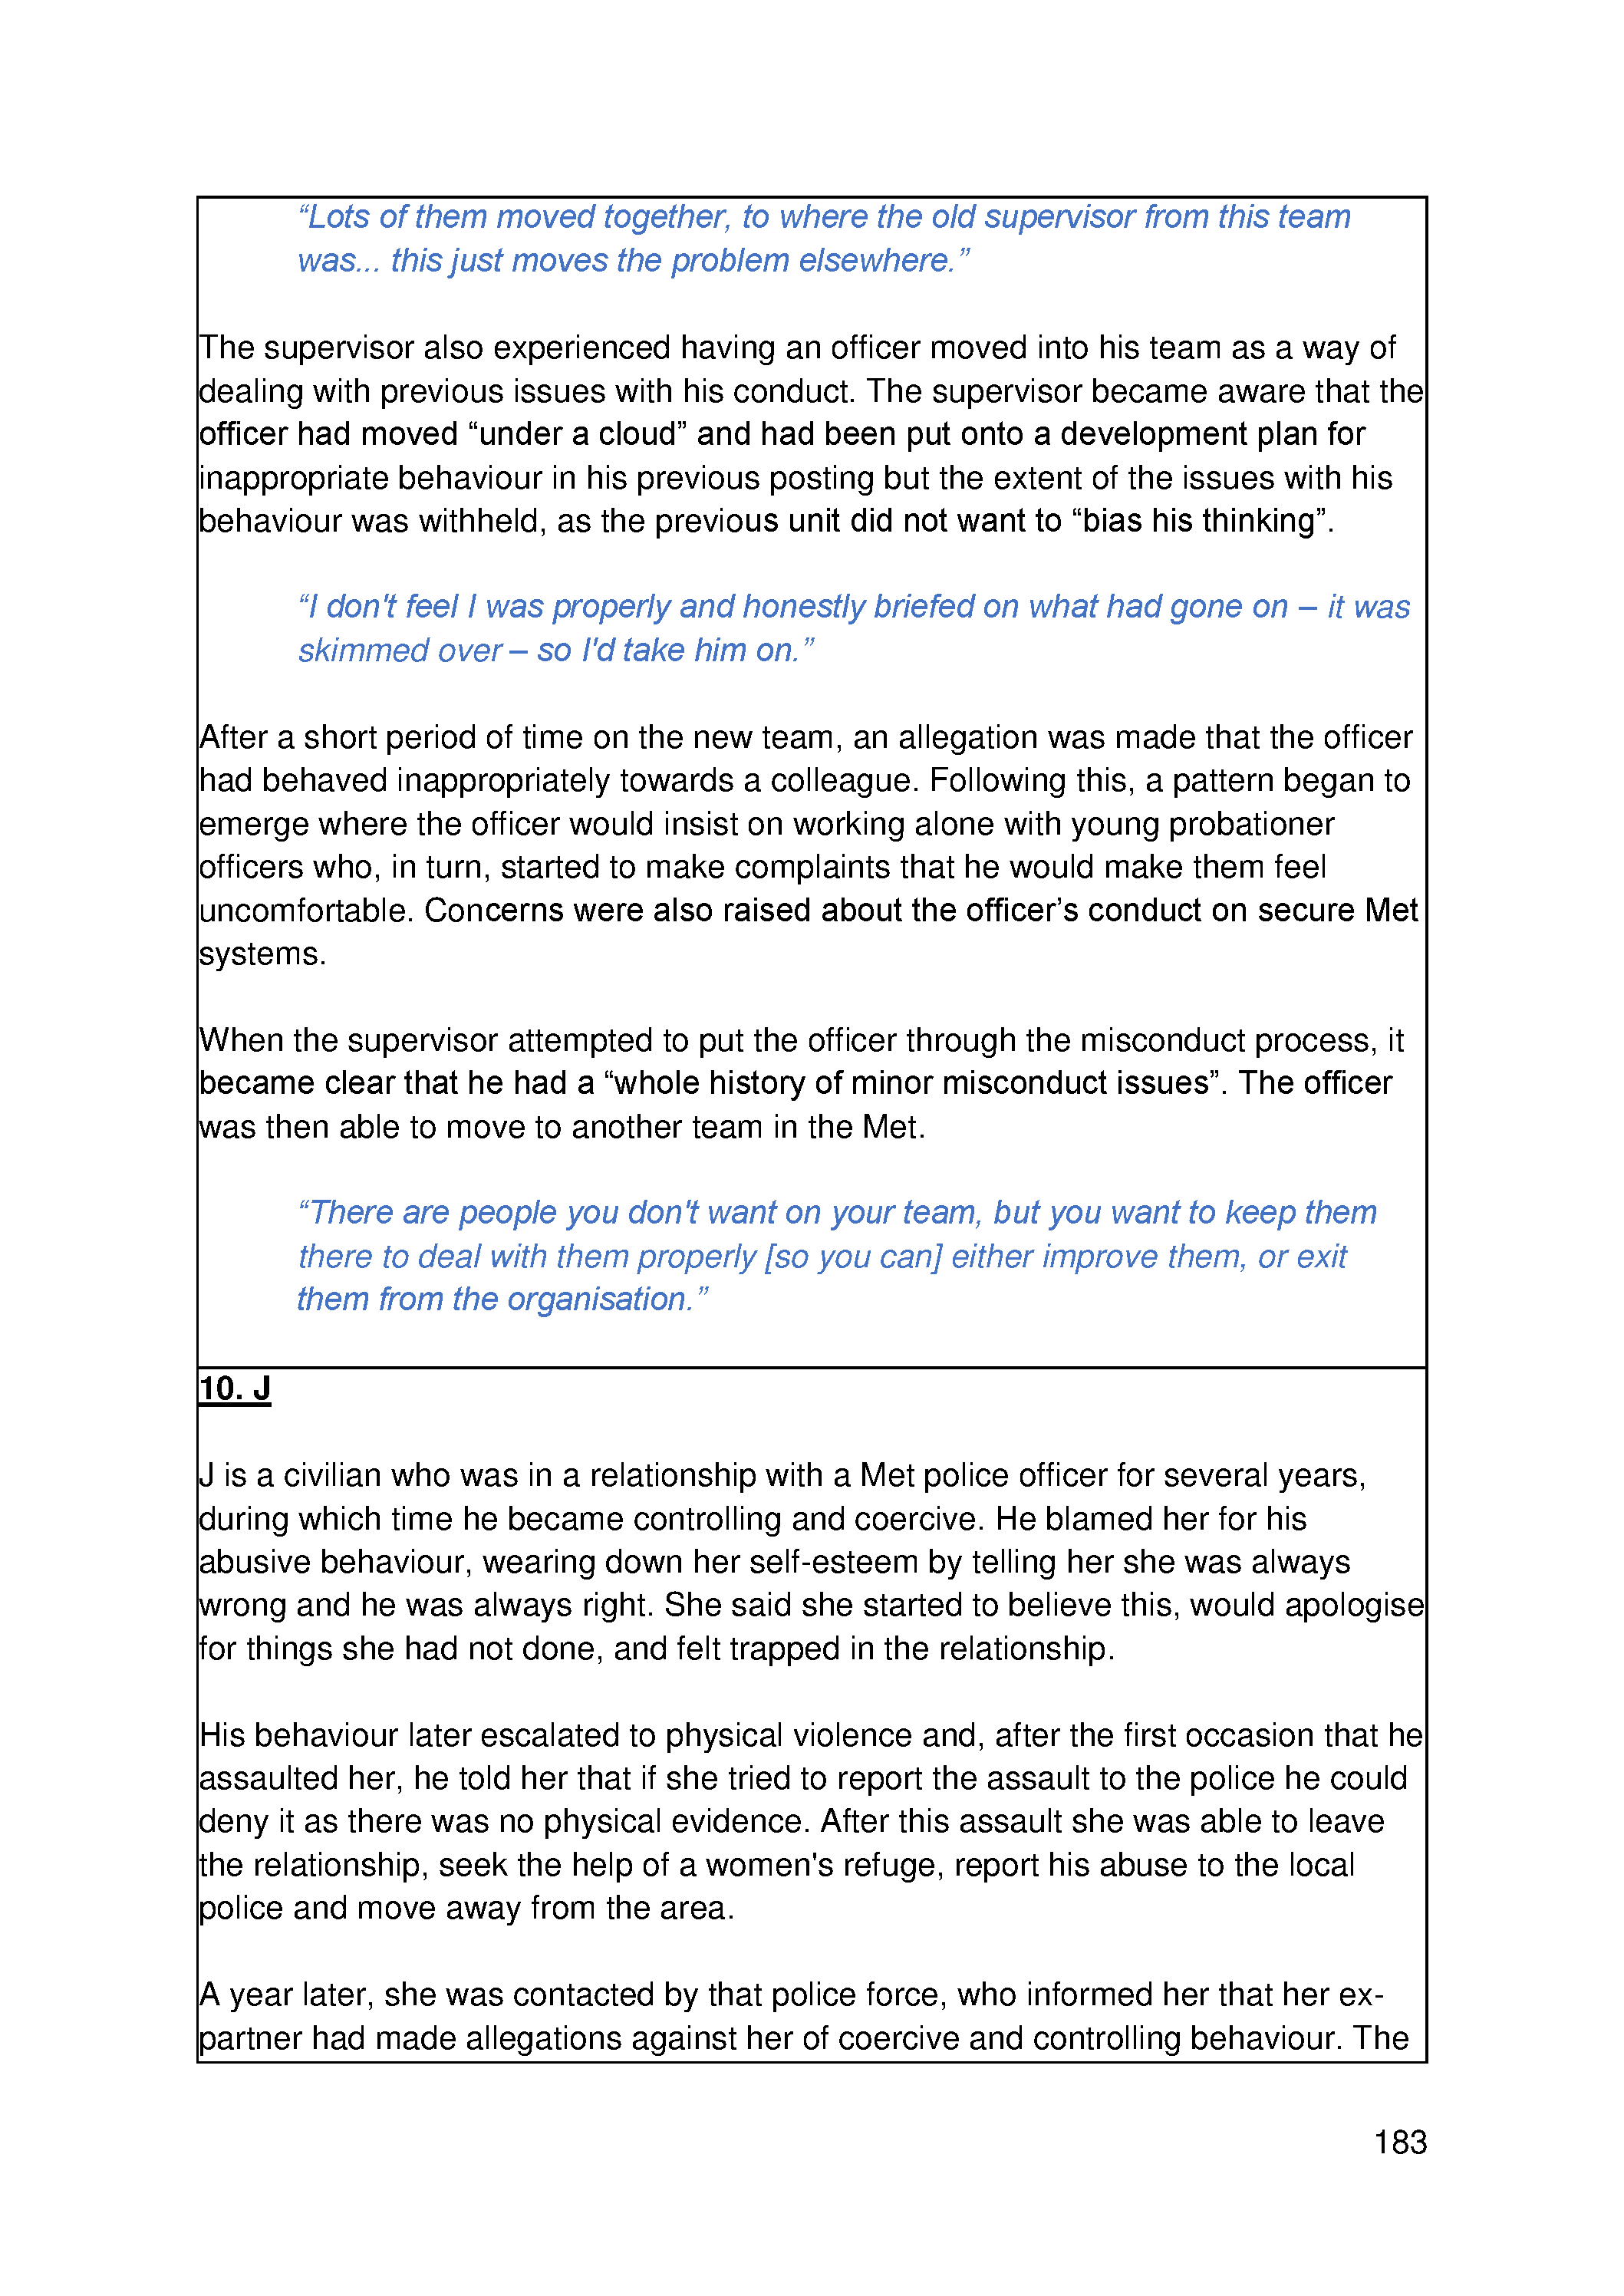 “Lots of them moved together, to where the old supervisor from this team
was... this just moves the problem elsewhere.”
The supervisor also experienced having an officer moved into his team as a way of
dealing with previous issues with his conduct. The supervisor became aware that the
officer had moved “under a cloud” and had been put onto a development plan for
inappropriate behaviour in his previous posting but the extent of the issues with his
behaviour was withheld, as the previous unit did not want to “bias his thinking”.
“I don't feel I was properly and honestly briefed on what had gone on – it was
skimmed over – so I'd take him on.”
After a short period of time on the new team, an allegation was made that the officer
had behaved inappropriately towards a colleague. Following this, a pattern began to
emerge where the officer would insist on working alone with young probationer
officers who, in turn, started to make complaints that he would make them feel
uncomfortable. Concerns were also raised about the officer’s conduct on secure Met
systems.
When the supervisor attempted to put the officer through the misconduct process, it
became clear that he had a “whole history of minor misconduct issues”. The officer
was then able to move to another team in the Met.
“There are people you don't want on your team, but you want to keep them
there to deal with them properly [so you can] either improve them, or exit
them from the organisation.”
10. J
J is a civilian who was in a relationship with a Met police officer for several years,
during which time he became controlling and coercive. He blamed her for his
abusive behaviour, wearing down her self-esteem by telling her she was always
wrong and he was always right. She said she started to believe this, would apologise
for things she had not done, and felt trapped in the relationship.
His behaviour later escalated to physical violence and, after the first occasion that he
assaulted her, he told her that if she tried to report the assault to the police he could
deny it as there was no physical evidence. After this assault she was able to leave
the relationship, seek the help of a women's refuge, report his abuse to the local
police and move away from the area.
A year later, she was contacted by that police force, who informed her that her ex-
partner had made allegations against her of coercive and controlling behaviour. The
183